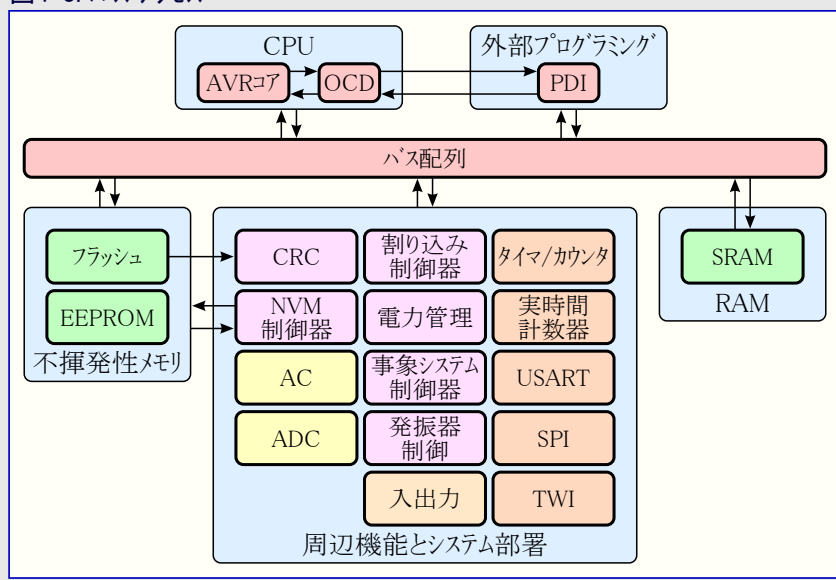 CPU
外部プログラミング
AVRコア
OCD
PDI
バス配列
フラッシュ
EEPROM
不揮発性メモリ
CRC
割り込み
制御器
タイマ/カウンタ
NVM
制御器
電力管理
実時間
計数器
AC
事象システム
制御器
USART
ADC
発振器
制御
SPI
入出力
TWI
周辺機能とシステム部署
SRAM
RAM